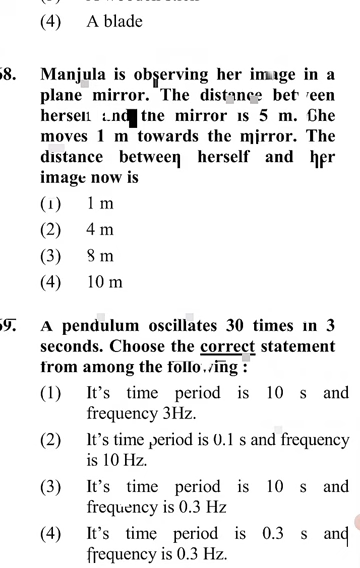 (4) A blade
68. Manjula is observing her image in a
plane mirror. The distance between
herself and the mirror is 5 m. She
moves 1 m towards the mirror. The
distance between herself and her
image now is
(1) 1 m
(2) 4 m
(3) 8 m
(4) 10 m
69. A pendulum oscillates 30 times in 3
seconds. Choose the correct statement
from among the following :
(1) It's time period is 10 s and
frequency 3Hz.
(2) It's time period is 0.1 s and frequency
is 10 Hz.
(3) It's time period is 10 s and
frequency is 0.3 Hz
(4) It's time period is 0.3 s and
frequency is 0.3 Hz.